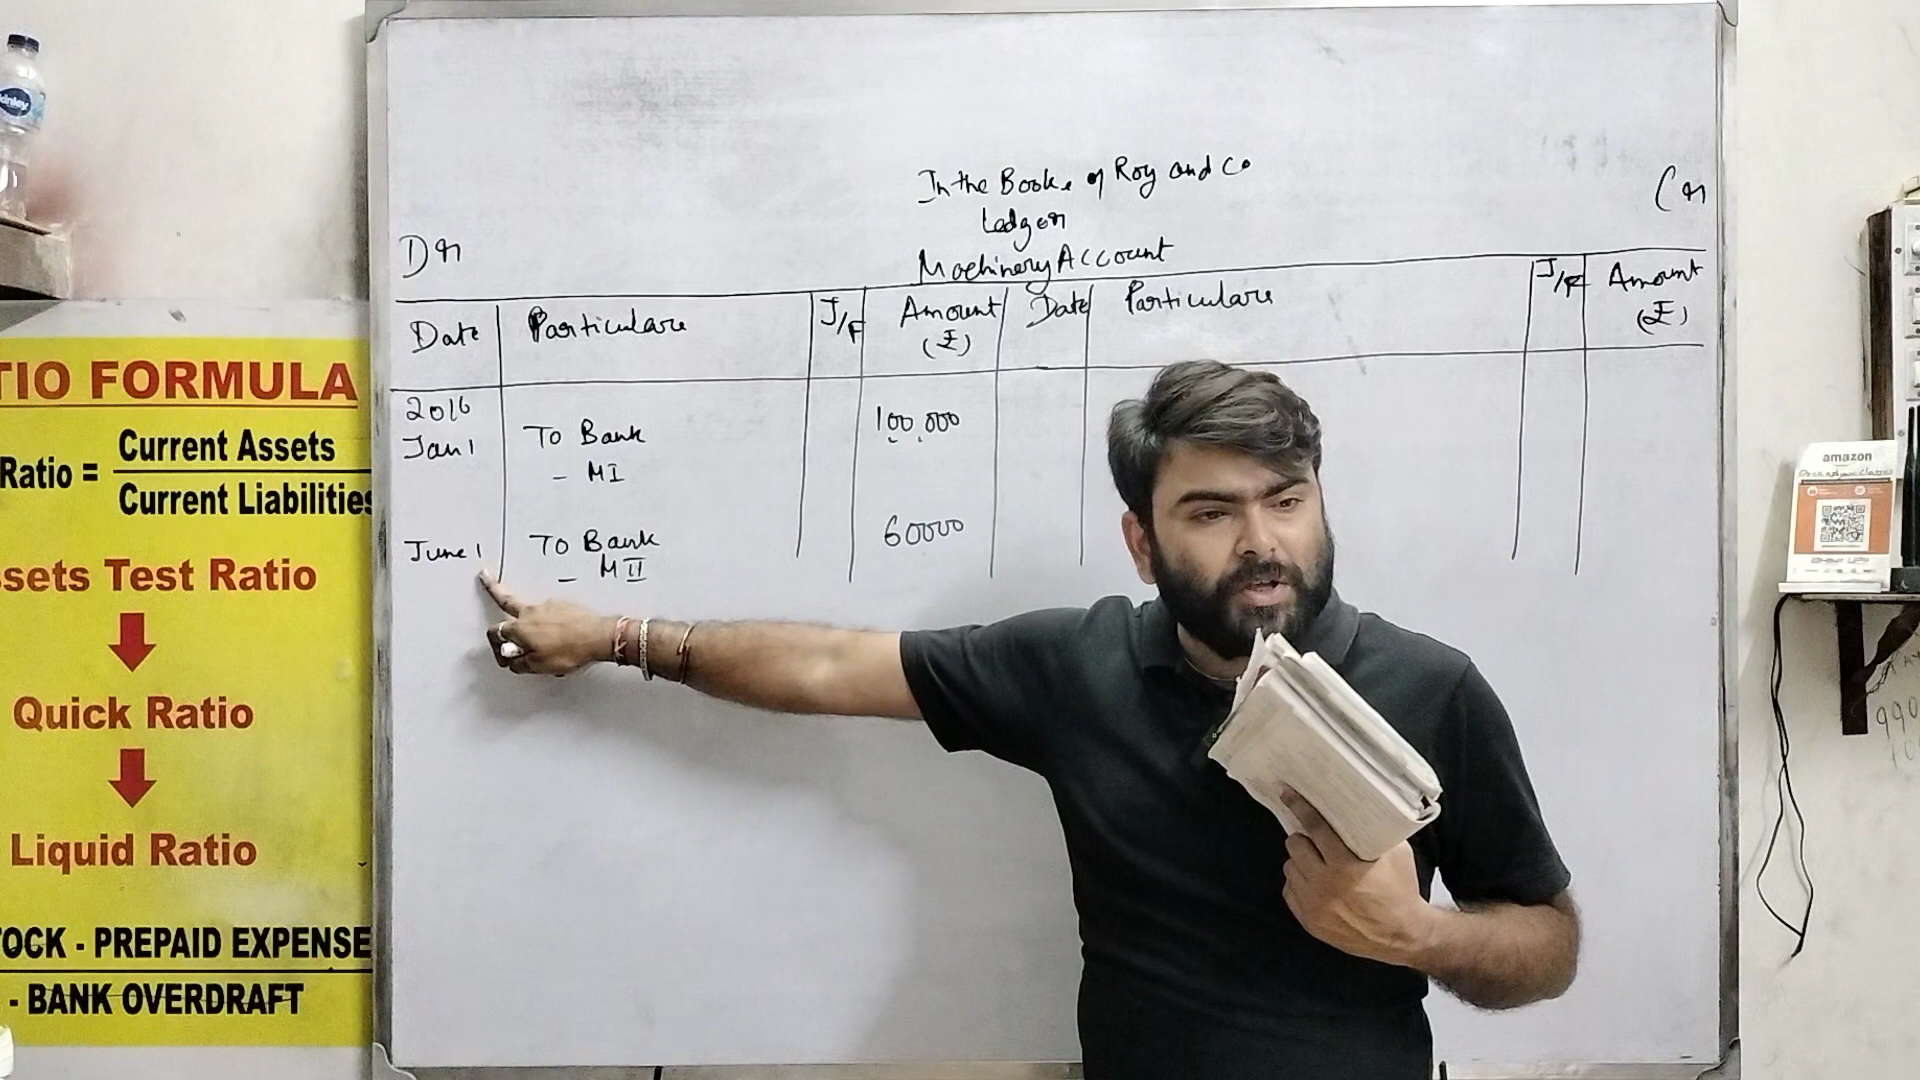 In the Books of Roy and Co
Ledger
Machinery Account
Dr
Cr
Date Particulars J/F Amount (₹) Date Particulars J/F Amount (₹)
2016
Jan 1 To Bank 100,000
- M I
June 1 To Bank 60000
- M II
TIO FORMULA
Ratio = Current Assets
Current Liabilities
ssets Test Ratio
Quick Ratio
Liquid Ratio
TOCK - PREPAID EXPENSE
- BANK OVERDRAFT
amazon
990